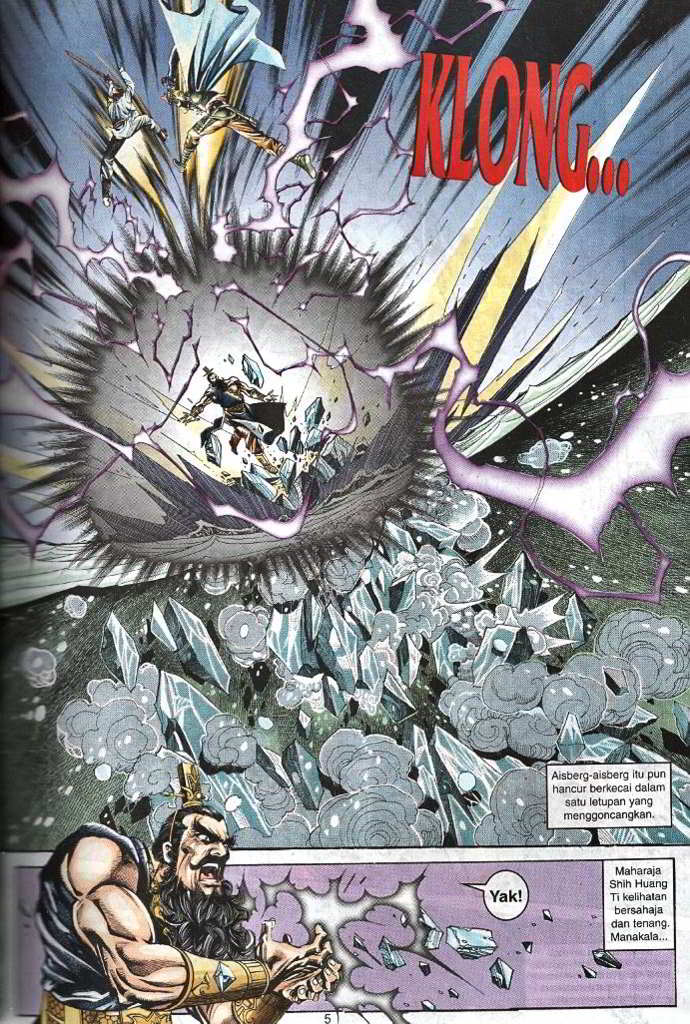 KLONG...
Aisberg-aisberg itu pun
hancur berkecai dalam
satu letupan yang
menggoncangkan.
Yak!
Maharaja
Shih Huang
Ti kelihatan
bersahaja
dan tenang.
Manakala...
5